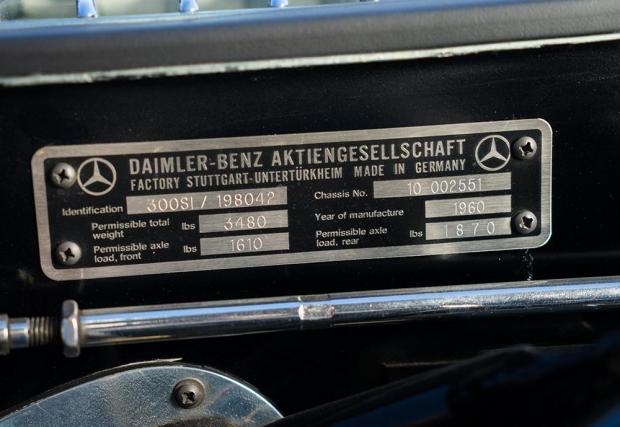 DAIMLER-BENZ AKTIENGESELLSCHAFT
FACTORY STUTTGART-UNTERTÜRKHEIM MADE IN GERMANY
Identification 300Sl / 198042 Chassis No. 10-002551
Permissible total weight lbs 3480 Year of manufacture 1960
Permissible axle load, front lbs 1610 Permissible axle load, rear lbs 1870